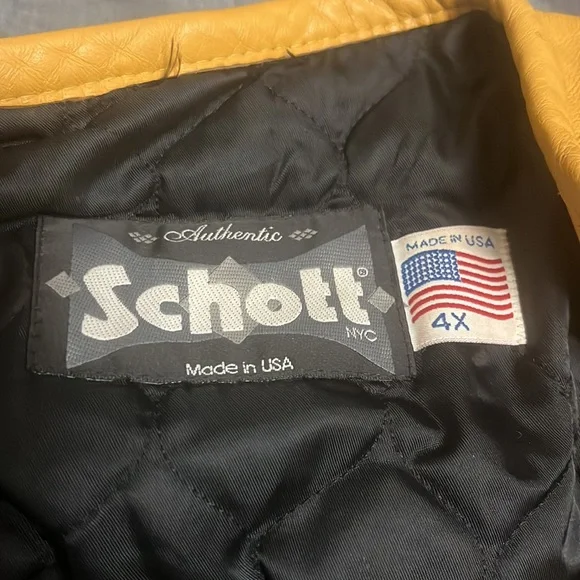 Authentic
Schott®
NYC
Made in USA
MADE IN USA
4X